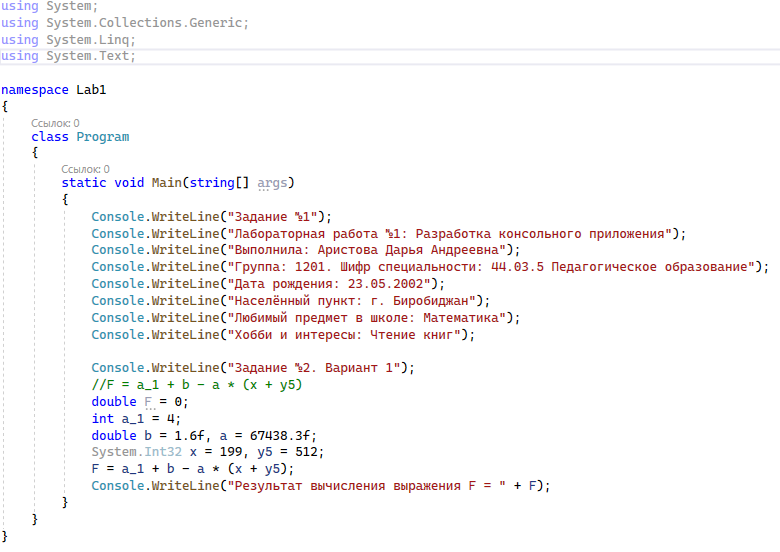 using System;
using System.Collections.Generic;
using System.Linq;
using System.Text;

namespace Lab1
{
    Ссылок: 0
    class Program
    {
        Ссылок: 0
        static void Main(string[] args)
        {
            Console.WriteLine("Задание №1");
            Console.WriteLine("Лабораторная работа №1: Разработка консольного приложения");
            Console.WriteLine("Выполнила: Аристова Дарья Андреевна");
            Console.WriteLine("Группа: 1201. Шифр специальности: 44.03.5 Педагогическое образование");
            Console.WriteLine("Дата рождения: 23.05.2002");
            Console.WriteLine("Населённый пункт: г. Биробиджан");
            Console.WriteLine("Любимый предмет в школе: Математика");
            Console.WriteLine("Хобби и интересы: Чтение книг");

            Console.WriteLine("Задание №2. Вариант 1");
            //F = a_1 + b − a * (x + y5)
            double F = 0;
            int a_1 = 4;
            double b = 1.6f, a = 67438.3f;
            System.Int32 x = 199, y5 = 512;
            F = a_1 + b − a * (x + y5);
            Console.WriteLine("Результат вычисления выражения F = " + F);
        }
    }
}